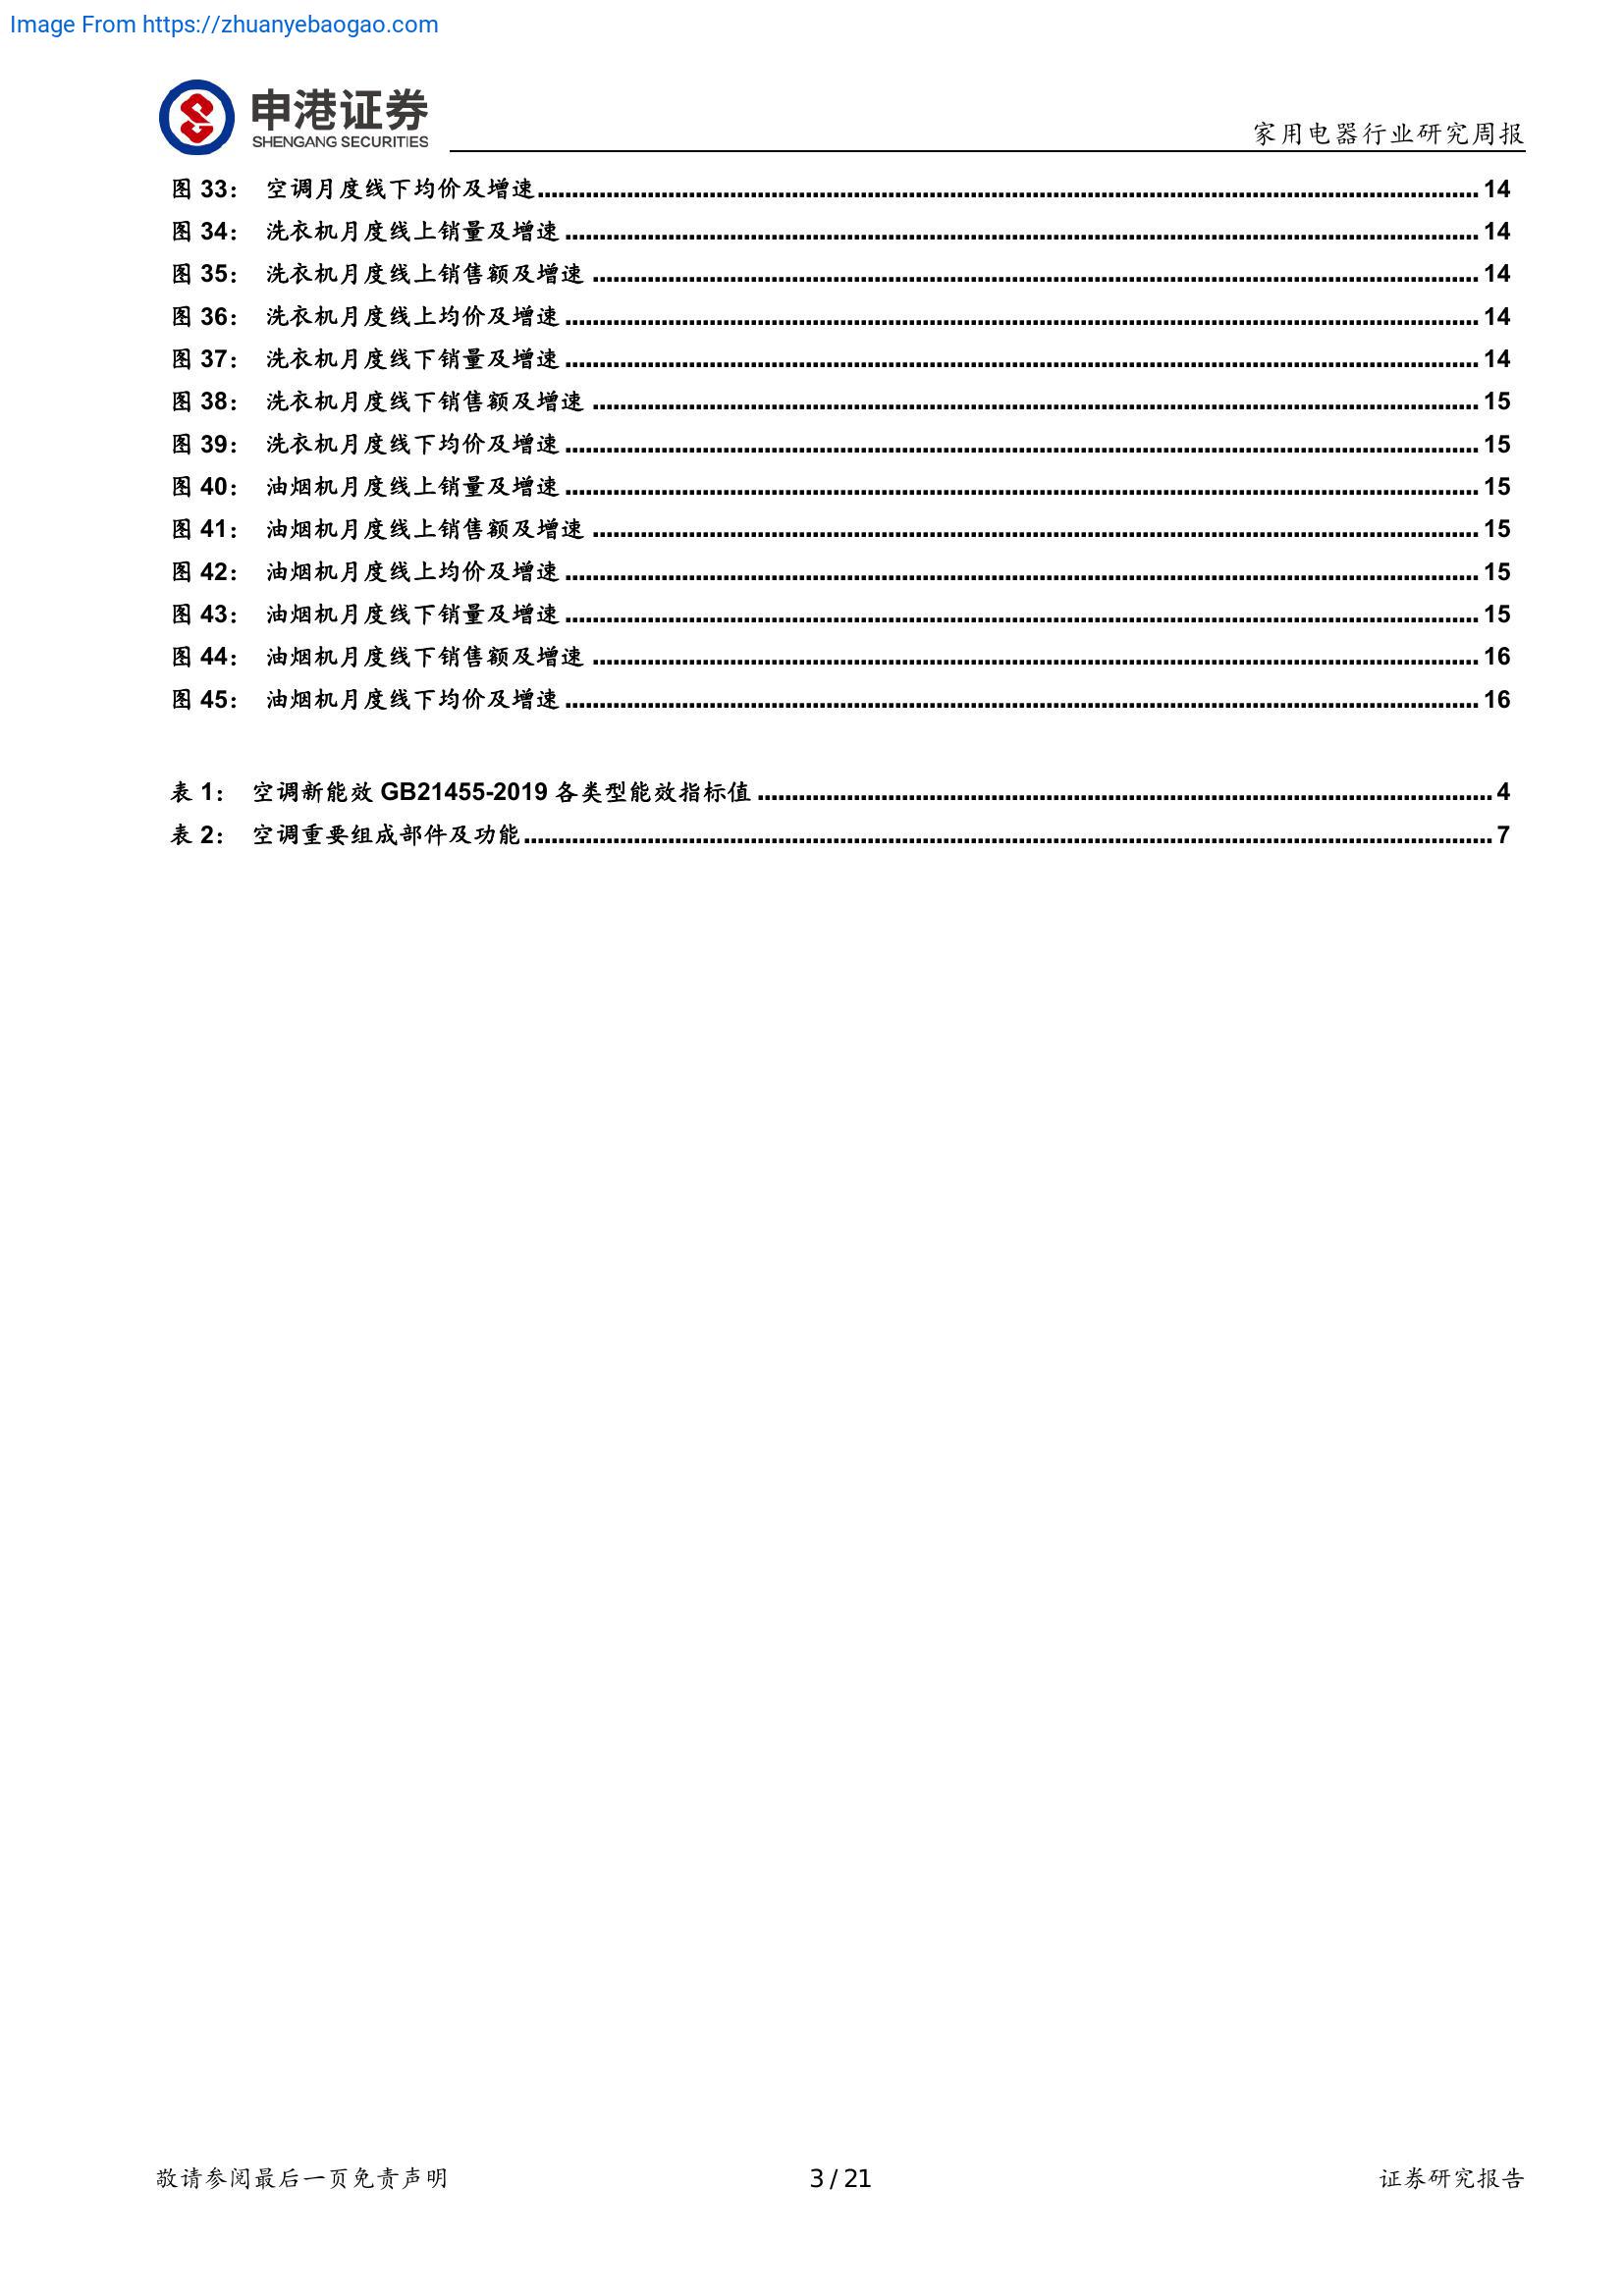 Image From https://zhuanyebaogao.com
申港证券
SHENGANG SECURITIES
家用电器行业研究周报
图 33： 空调月度线下均价及增速 14
图 34： 洗衣机月度线上销量及增速 14
图 35： 洗衣机月度线上销售额及增速 14
图 36： 洗衣机月度线上均价及增速 14
图 37： 洗衣机月度线下销量及增速 14
图 38： 洗衣机月度线下销售额及增速 15
图 39： 洗衣机月度线下均价及增速 15
图 40： 油烟机月度线上销量及增速 15
图 41： 油烟机月度线上销售额及增速 15
图 42： 油烟机月度线上均价及增速 15
图 43： 油烟机月度线下销量及增速 15
图 44： 油烟机月度线下销售额及增速 16
图 45： 油烟机月度线下均价及增速 16
表 1： 空调新能效 GB21455-2019 各类型能效指标值 4
表 2： 空调重要组成部件及功能 7
敬请参阅最后一页免责声明 3 / 21 证券研究报告